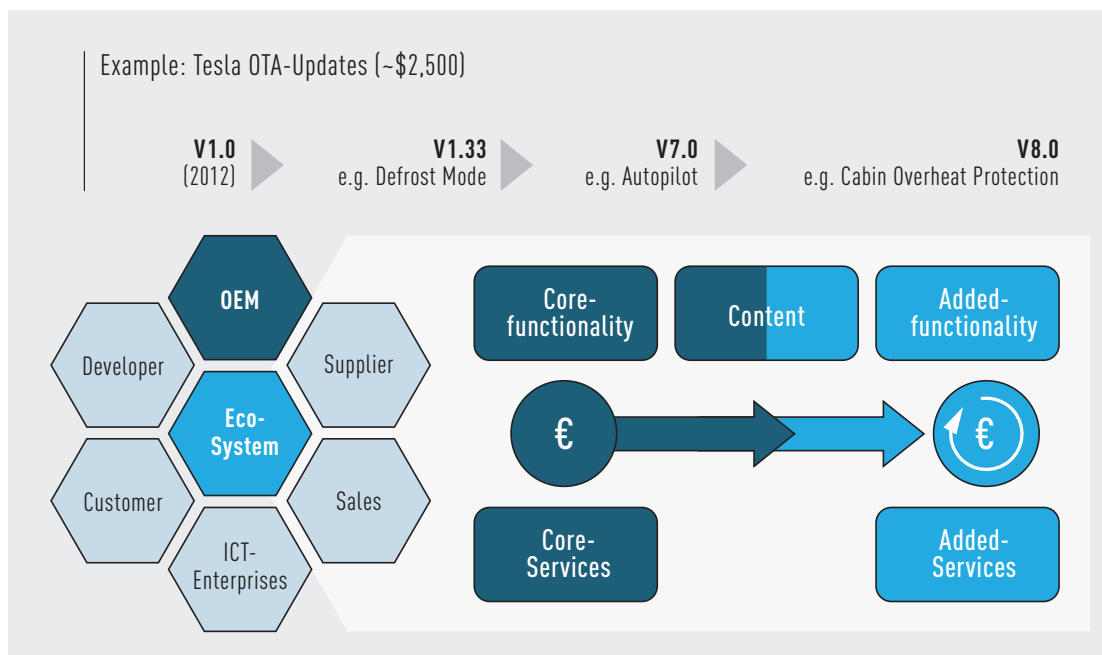 Example: Tesla OTA-Updates (~$2,500)
V1.0
(2012)
V1.33
e.g. Defrost Mode
V7.0
e.g. Autopilot
V8.0
e.g. Cabin Overheat Protection
OEM
Developer
Supplier
Eco-
System
Customer
Sales
ICT-
Enterprises
Core-
functionality
Content
Added-
functionality
€
€
Core-
Services
Added-
Services